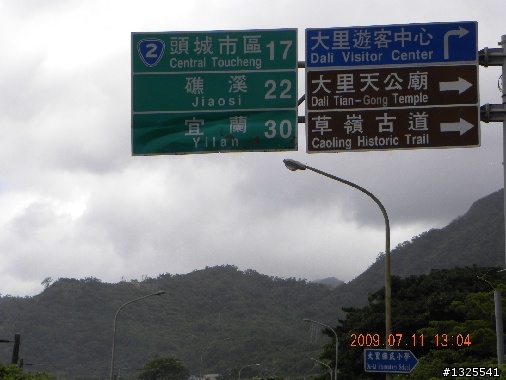 2 頭城市區 17
Central Toucheng
礁溪 22
Jiaosi
宜蘭 30
Yilan
大里遊客中心
Dali Visitor Center
大里天公廟
Dali Tian-Gong Temple
草嶺古道
Caoling Historic Trail
2009.07.11 13:04
#1325541